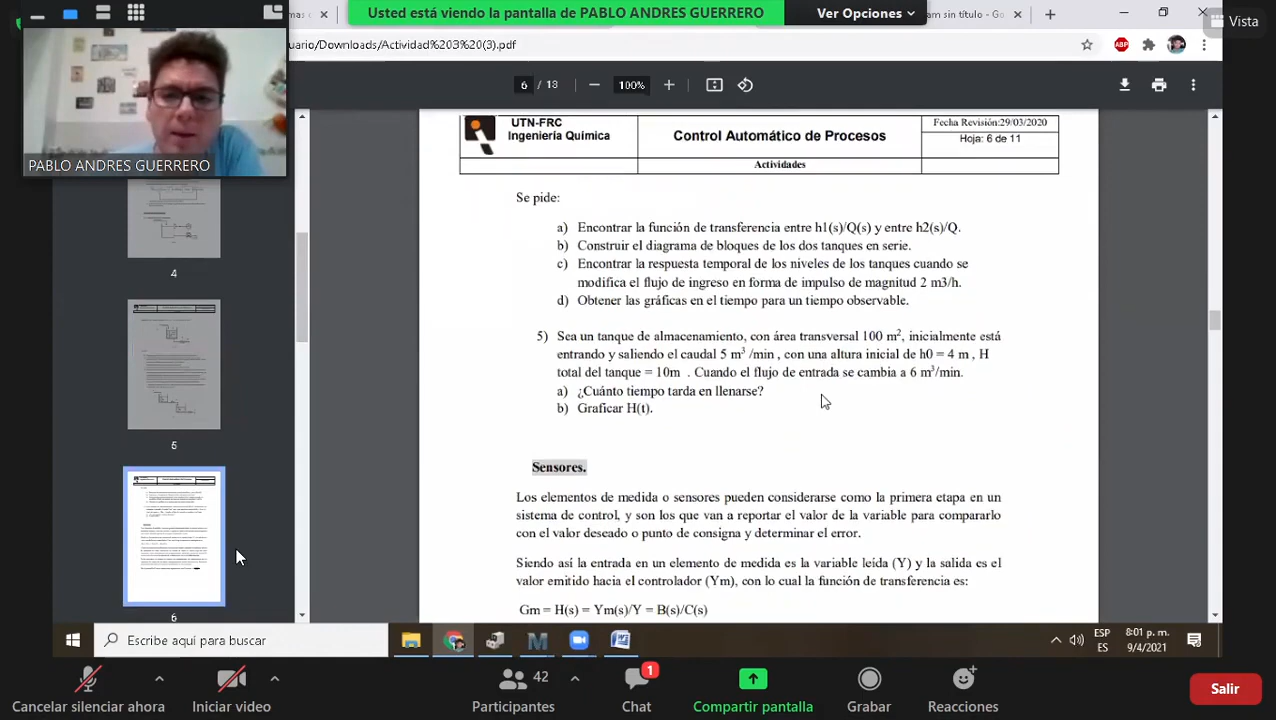 Usted está viendo la pantalla de PABLO ANDRES GUERRERO
Ver Opciones
Vista
uario/Downloads/Actividad%203%20(3).pdf
ABP
6 / 13
100%
PABLO ANDRES GUERRERO
4
5
6
UTN-FRC
Ingeniería Química
Control Automático de Procesos
Fecha Revisión:29/03/2020
Hoja: 6 de 11
Actividades
Se pide:
a) Encontrar la función de transferencia entre h1(s)/Q(s) y entre h2(s)/Q.
b) Construir el diagrama de bloques de los dos tanques en serie.
c) Encontrar la respuesta temporal de los niveles de los tanques cuando se
modifica el flujo de ingreso en forma de impulso de magnitud 2 m3/h.
d) Obtener las gráficas en el tiempo para un tiempo observable.
5) Sea un tanque de almacenamiento, con área transversal 100 m², inicialmente está
entrando y saliendo el caudal 5 m³ /min , con una altura inicial de h0 = 4 m , H
total del tanque = 10m . Cuando el flujo de entrada se cambia a 6 m³/min.
a) ¿Cuánto tiempo tarda en llenarse?
b) Graficar H(t).
Sensores.
Los elementos de medida o sensores pueden considerarse como la primera etapa en un
sistema de control, y son los que van a reportar el valor de la variable para compararlo
con el valor deseado o punto de consigna y determinar el error..
Siendo así la entrada en un elemento de medida es la variable leída (Y) y la salida es el
valor emitido hacia el controlador (Ym), con lo cual la función de transferencia es:
Gm = H(s) = Ym(s)/Y = B(s)/C(s)
Escribe aquí para buscar
ESP
ES
8:01 p. m.
9/4/2021
Cancelar silenciar ahora
Iniciar video
42
Participantes
1
Chat
Compartir pantalla
Grabar
Reacciones
Salir